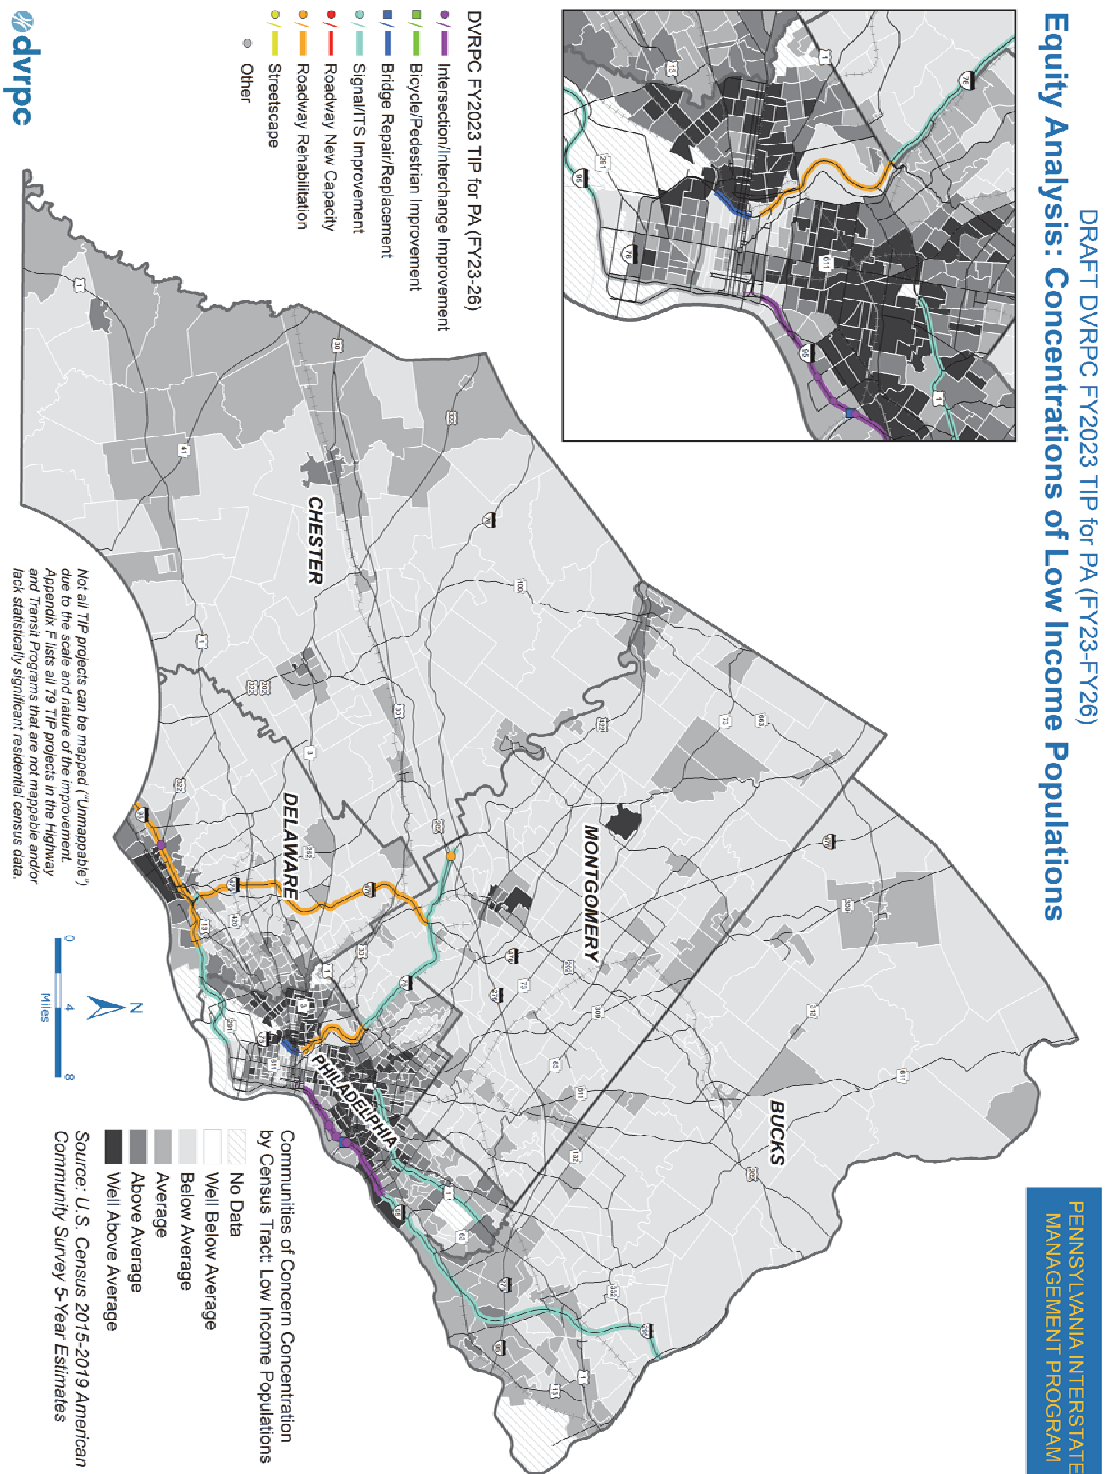 DRAFT DVRPC FY2023 TIP for PA (FY23-FY26)
Equity Analysis: Concentrations of Low Income Populations
PENNSYLVANIA INTERSTATE
MANAGEMENT PROGRAM
DVRPC FY2023 TIP for PA (FY23-26)
Intersection/Interchange Improvement
Bicycle/Pedestrian Improvement
Bridge Repair/Replacement
Signal/ITS Improvement
Roadway New Capacity
Roadway Rehabilitation
Streetscape
Other
BUCKS
MONTGOMERY
CHESTER
DELAWARE
PHILADELPHIA
Communities of Concern Concentration
by Census Tract: Low Income Populations
No Data
Well Below Average
Below Average
Average
Above Average
Well Above Average
Source: U.S. Census 2015-2019 American
Community Survey 5-Year Estimates
Not all TIP projects can be mapped ("Unmappable")
due to the scale and nature of the improvement.
Appendix F lists all 79 TIP projects in the Highway
and Transit Programs that are not mappable and/or
lack statistically significant residential census data.
N
0 4 8
Miles
dvrpc